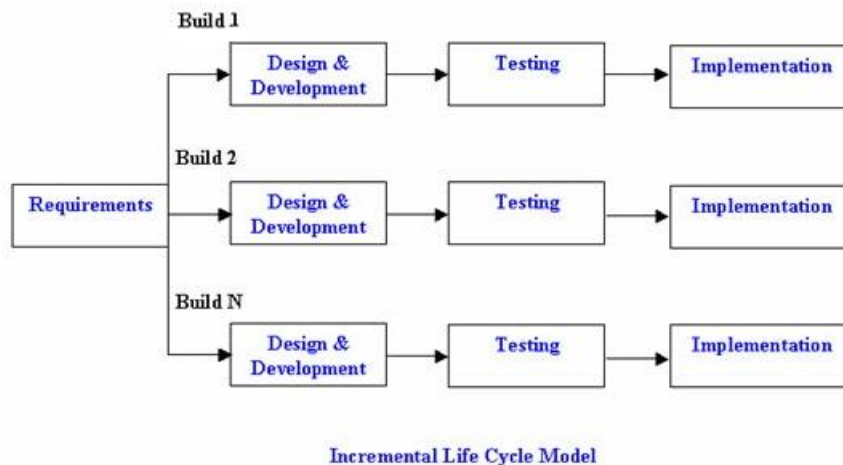 Build 1
Design &
Development
Testing
Implementation
Build 2
Requirements
Design &
Development
Testing
Implementation
Build N
Design &
Development
Testing
Implementation
Incremental Life Cycle Model